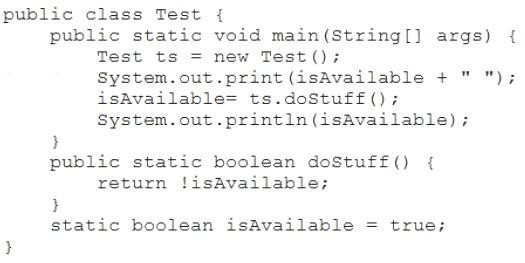 public class Test {
    public static void main(String[] args) {
        Test ts = new Test();
        System.out.print(isAvailable + " ");
        isAvailable= ts.doStuff();
        System.out.println(isAvailable);
    }
    public static boolean doStuff() {
        return !isAvailable;
    }
    static boolean isAvailable = true;
}